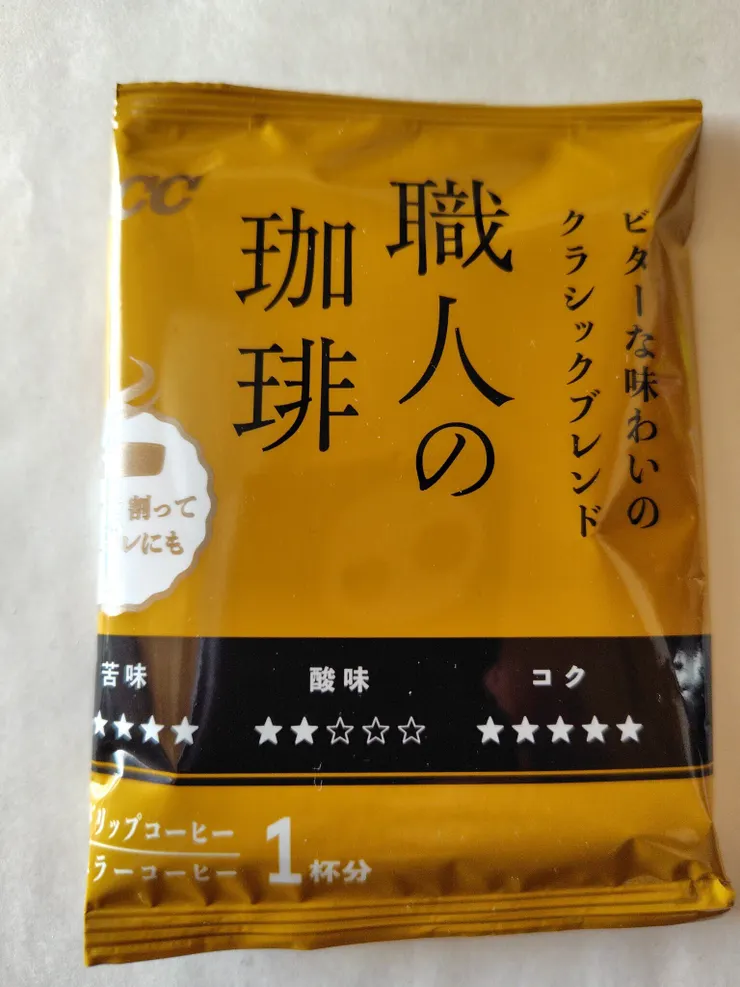 CC
ビターな味わいの
クラシックブレンド
職人の
珈琲
割って
レにも
苦味
★★★★
酸味
★★☆☆☆
コク
★★★★★
リップコーヒー
ラーコーヒー
1杯分